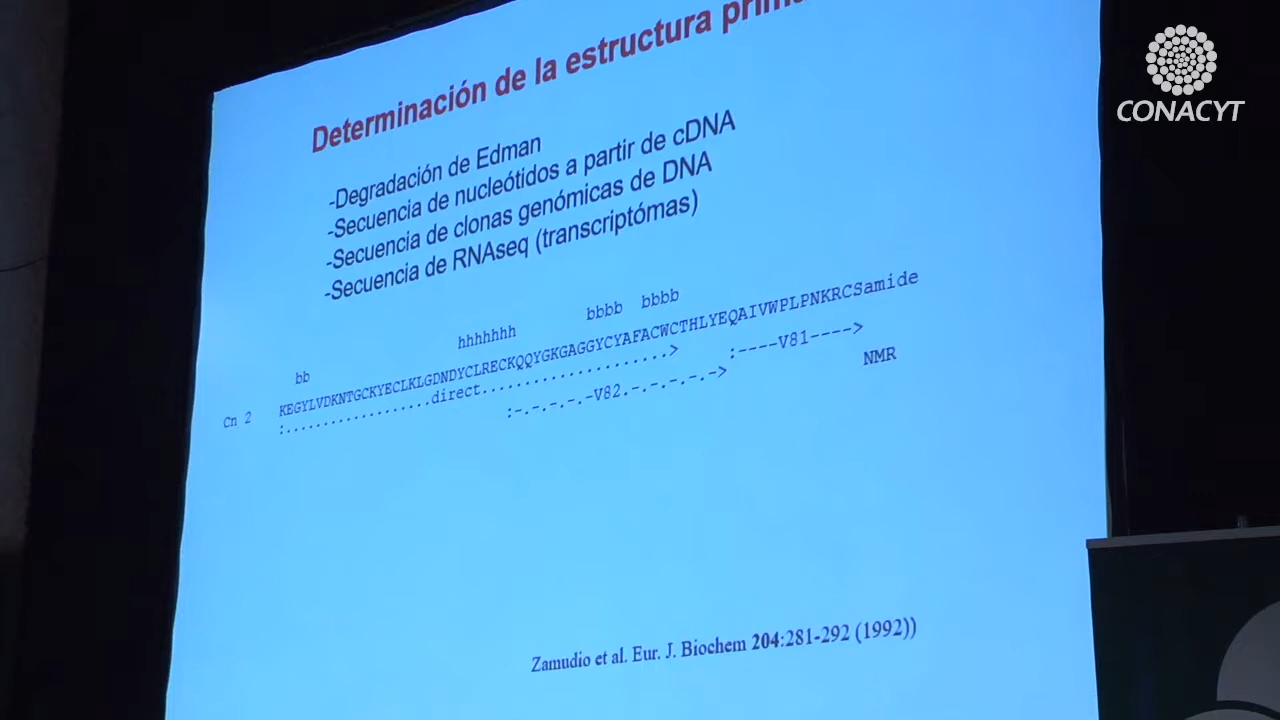 Determinación de la estructura
-Degradación de Edman
-Secuencia de nucleótidos a partir de cDNA
-Secuencia de clonas genómicas de DNA
-Secuencia de RNAseq (transcriptómas)
bb hhhhhhh bbbb bbbb
Cn 2 KEGYLVDKNTGCKYECLKLGDNDYCLRECKQQYGKGAGGYCYAFACWCTHLYEQAIVWPLPNKRCSamide
:...................direct.....................> :----V81---->
:-.-.-.-.-V82.-.-.-.-.-> NMR
Zamudio et al. Eur. J. Biochem 204:281-292 (1992))
CONACYT